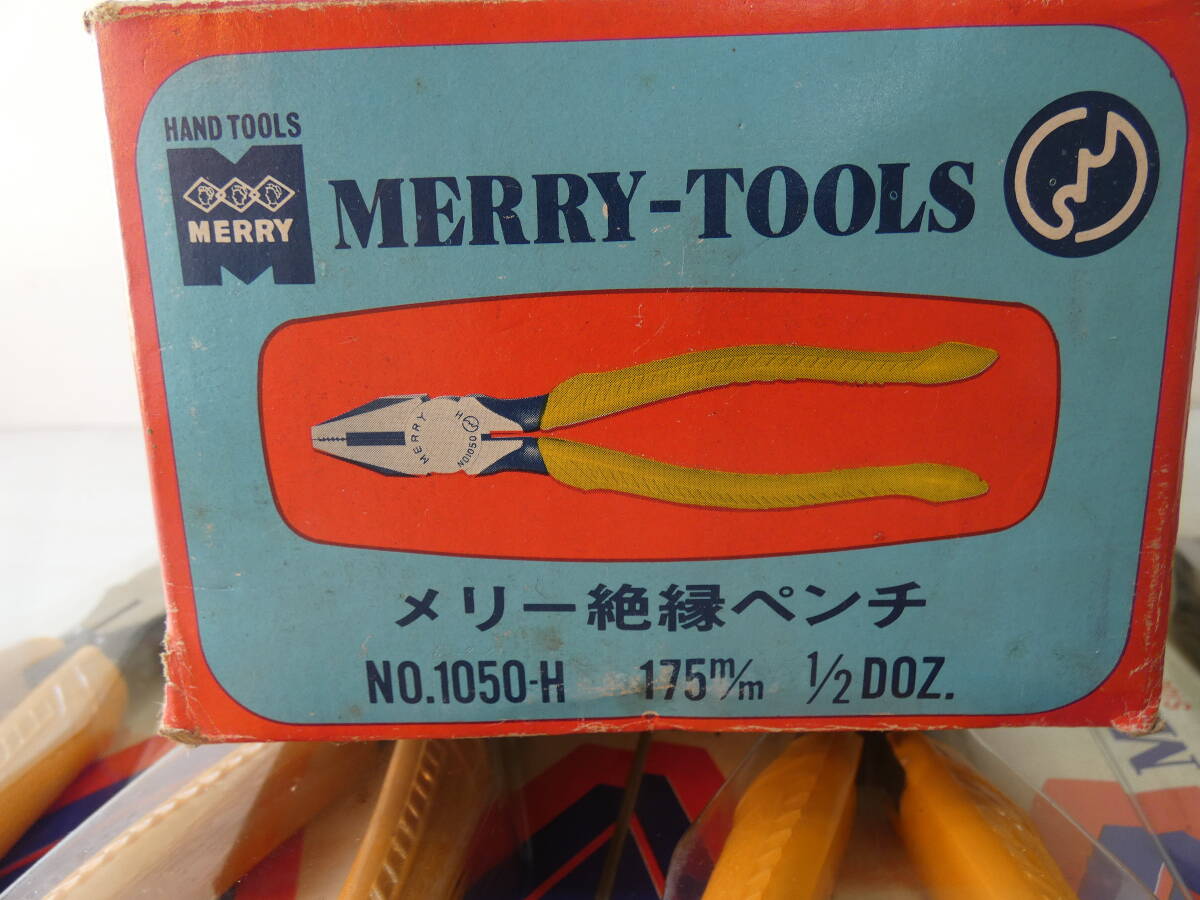 HAND TOOLS
MERRY
MERRY-TOOLS
MERRY
H
NO1050
メリー絶縁ペンチ
NO.1050-H 175m/m 1/2 DOZ.
M